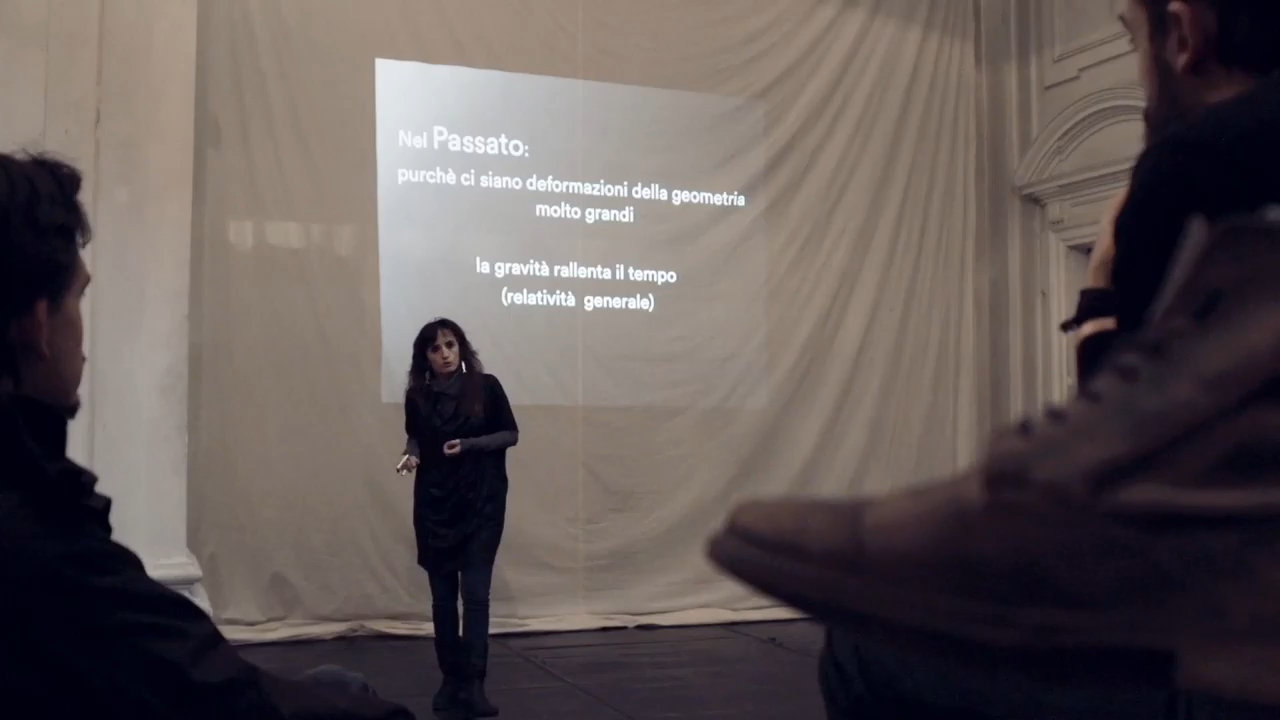 Nel Passato:
purchè ci siano deformazioni della geometria
molto grandi
la gravità rallenta il tempo
(relatività generale)